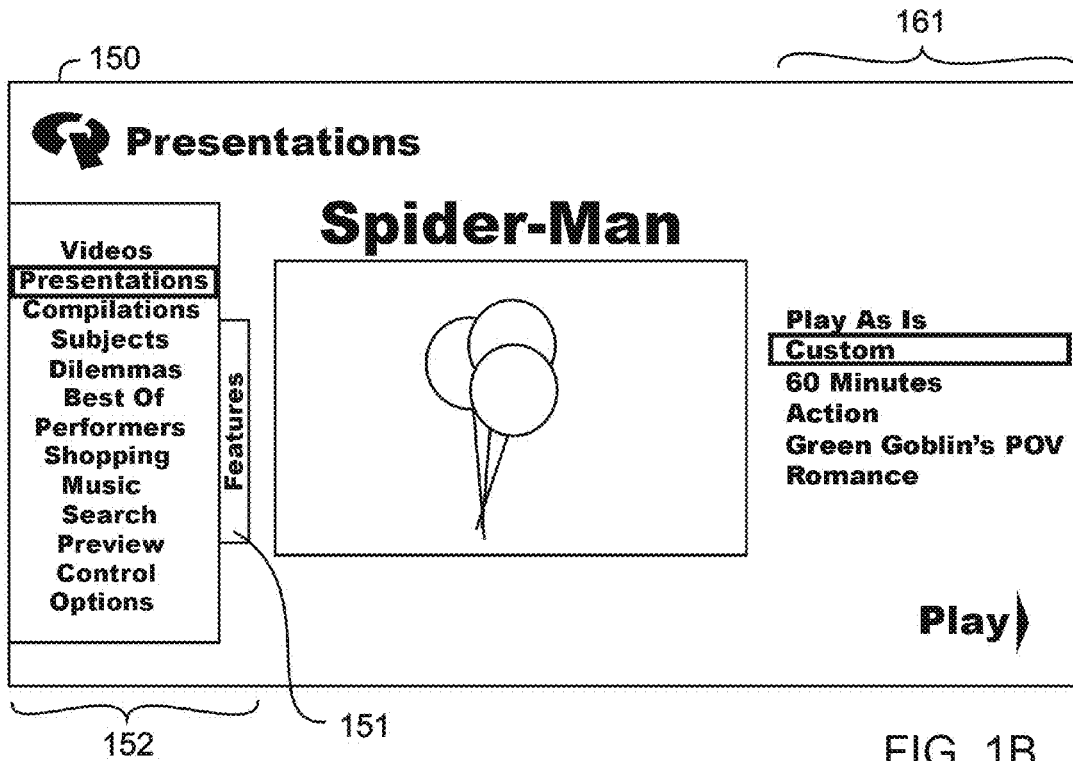 161
150
Presentations
Spider-Man
Videos
Presentations
Compilations
Subjects
Dilemmas
Best Of
Performers
Shopping
Music
Search
Preview
Control
Options
Features
Play As Is
Custom
60 Minutes
Action
Green Goblin's POV
Romance
Play
152
151
FIG. 1B